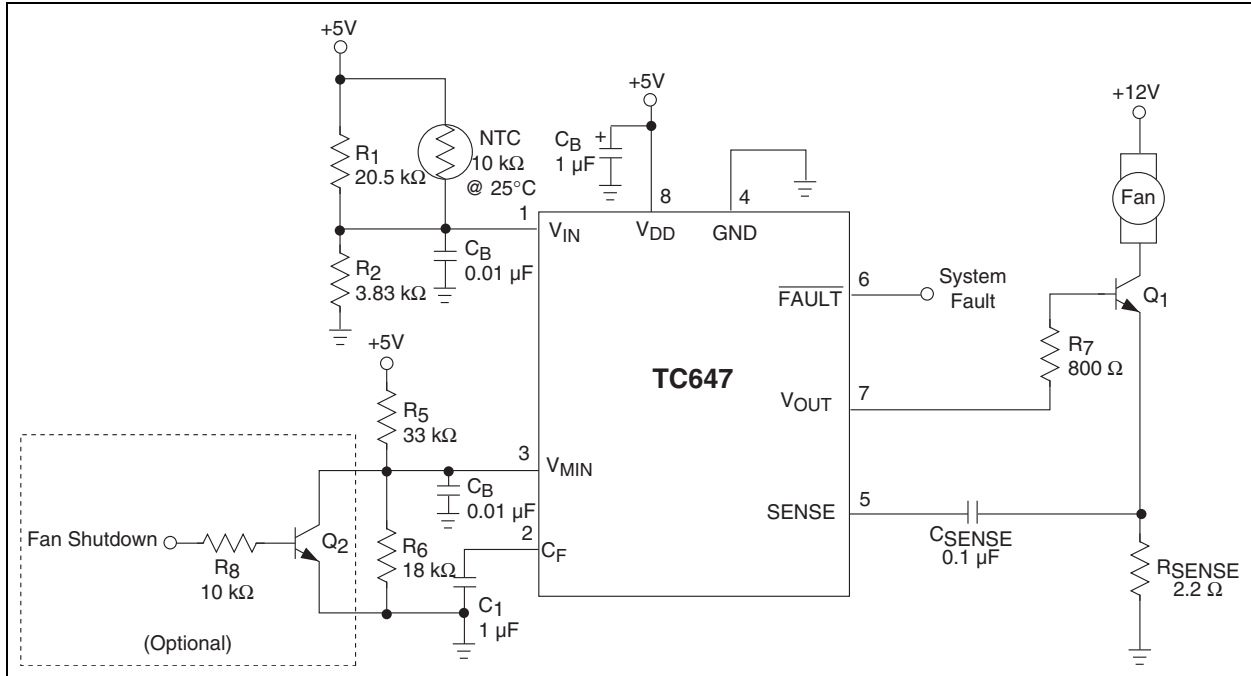 +5V
+5V
+12V
NTC
10 kΩ
@ 25°C
R1
20.5 kΩ
CB
1 µF
+
8
4
Fan
1
VIN
VDD
GND
CB
0.01 µF
R2
3.83 kΩ
FAULT
6
System
Fault
Q1
+5V
TC647
R7
800 Ω
R5
33 kΩ
VOUT
7
3
VMIN
CB
0.01 µF
SENSE
5
CSENSE
0.1 µF
Fan Shutdown
Q2
R6
18 kΩ
2
CF
RSENSE
2.2 Ω
R8
10 kΩ
C1
1 µF
(Optional)